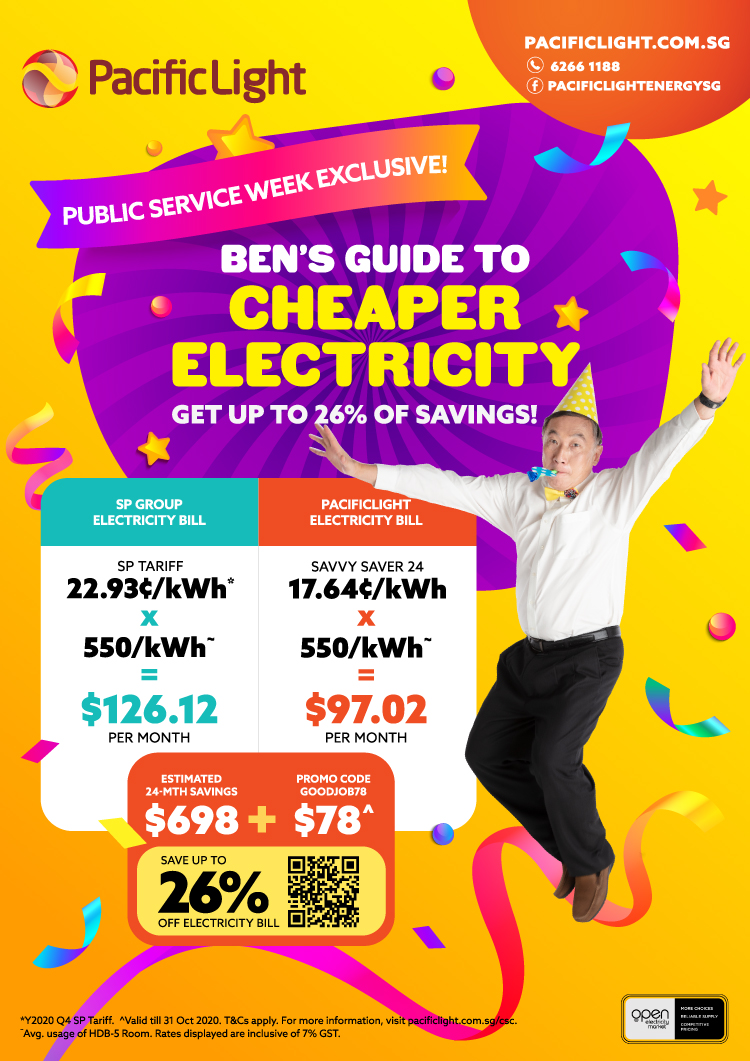 PacificLight
PACIFICLIGHT.COM.SG
6266 1188
PACIFICLIGHTENERGYSG
PUBLIC SERVICE WEEK EXCLUSIVE!
BEN'S GUIDE TO
CHEAPER
ELECTRICITY
GET UP TO 26% OF SAVINGS!
SP GROUP
ELECTRICITY BILL
SP TARIFF
22.93¢/kWh*
x
550/kWh~
=
$126.12
PER MONTH
PACIFICLIGHT
ELECTRICITY BILL
SAVVY SAVER 24
17.64¢/kWh
x
550/kWh~
=
$97.02
PER MONTH
ESTIMATED
24-MTH SAVINGS
$698
+
PROMO CODE
GOODJOB78
$78^
SAVE UP TO
26%
OFF ELECTRICITY BILL
*Y2020 Q4 SP Tariff. ^Valid till 31 Oct 2020. T&Cs apply. For more information, visit pacificlight.com.sg/csc.
~Avg. usage of HDB-5 Room. Rates displayed are inclusive of 7% GST.
open
electricity
market
MORE CHOICES
RELIABLE SUPPLY
COMPETITIVE
PRICING